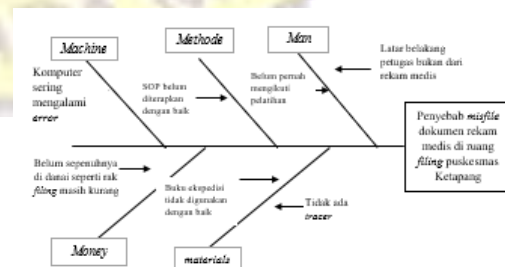 Machine
Methode
Man
Komputer
sering
mengalami
error
SOP belum
diterapkan
dengan baik
Belum pernah
mengikuti
pelatihan
Latar belakang
petugas bukan dari
rekam medis
Penyebab misfile
dokumen rekam
medis di ruang
filing puskesmas
Ketapang
Belum sepenuhnya
di danai seperti rak
filing masih kurang
Buku ekspedisi
tidak digunakan
dengan baik
Tidak ada
tracer
Money
materials